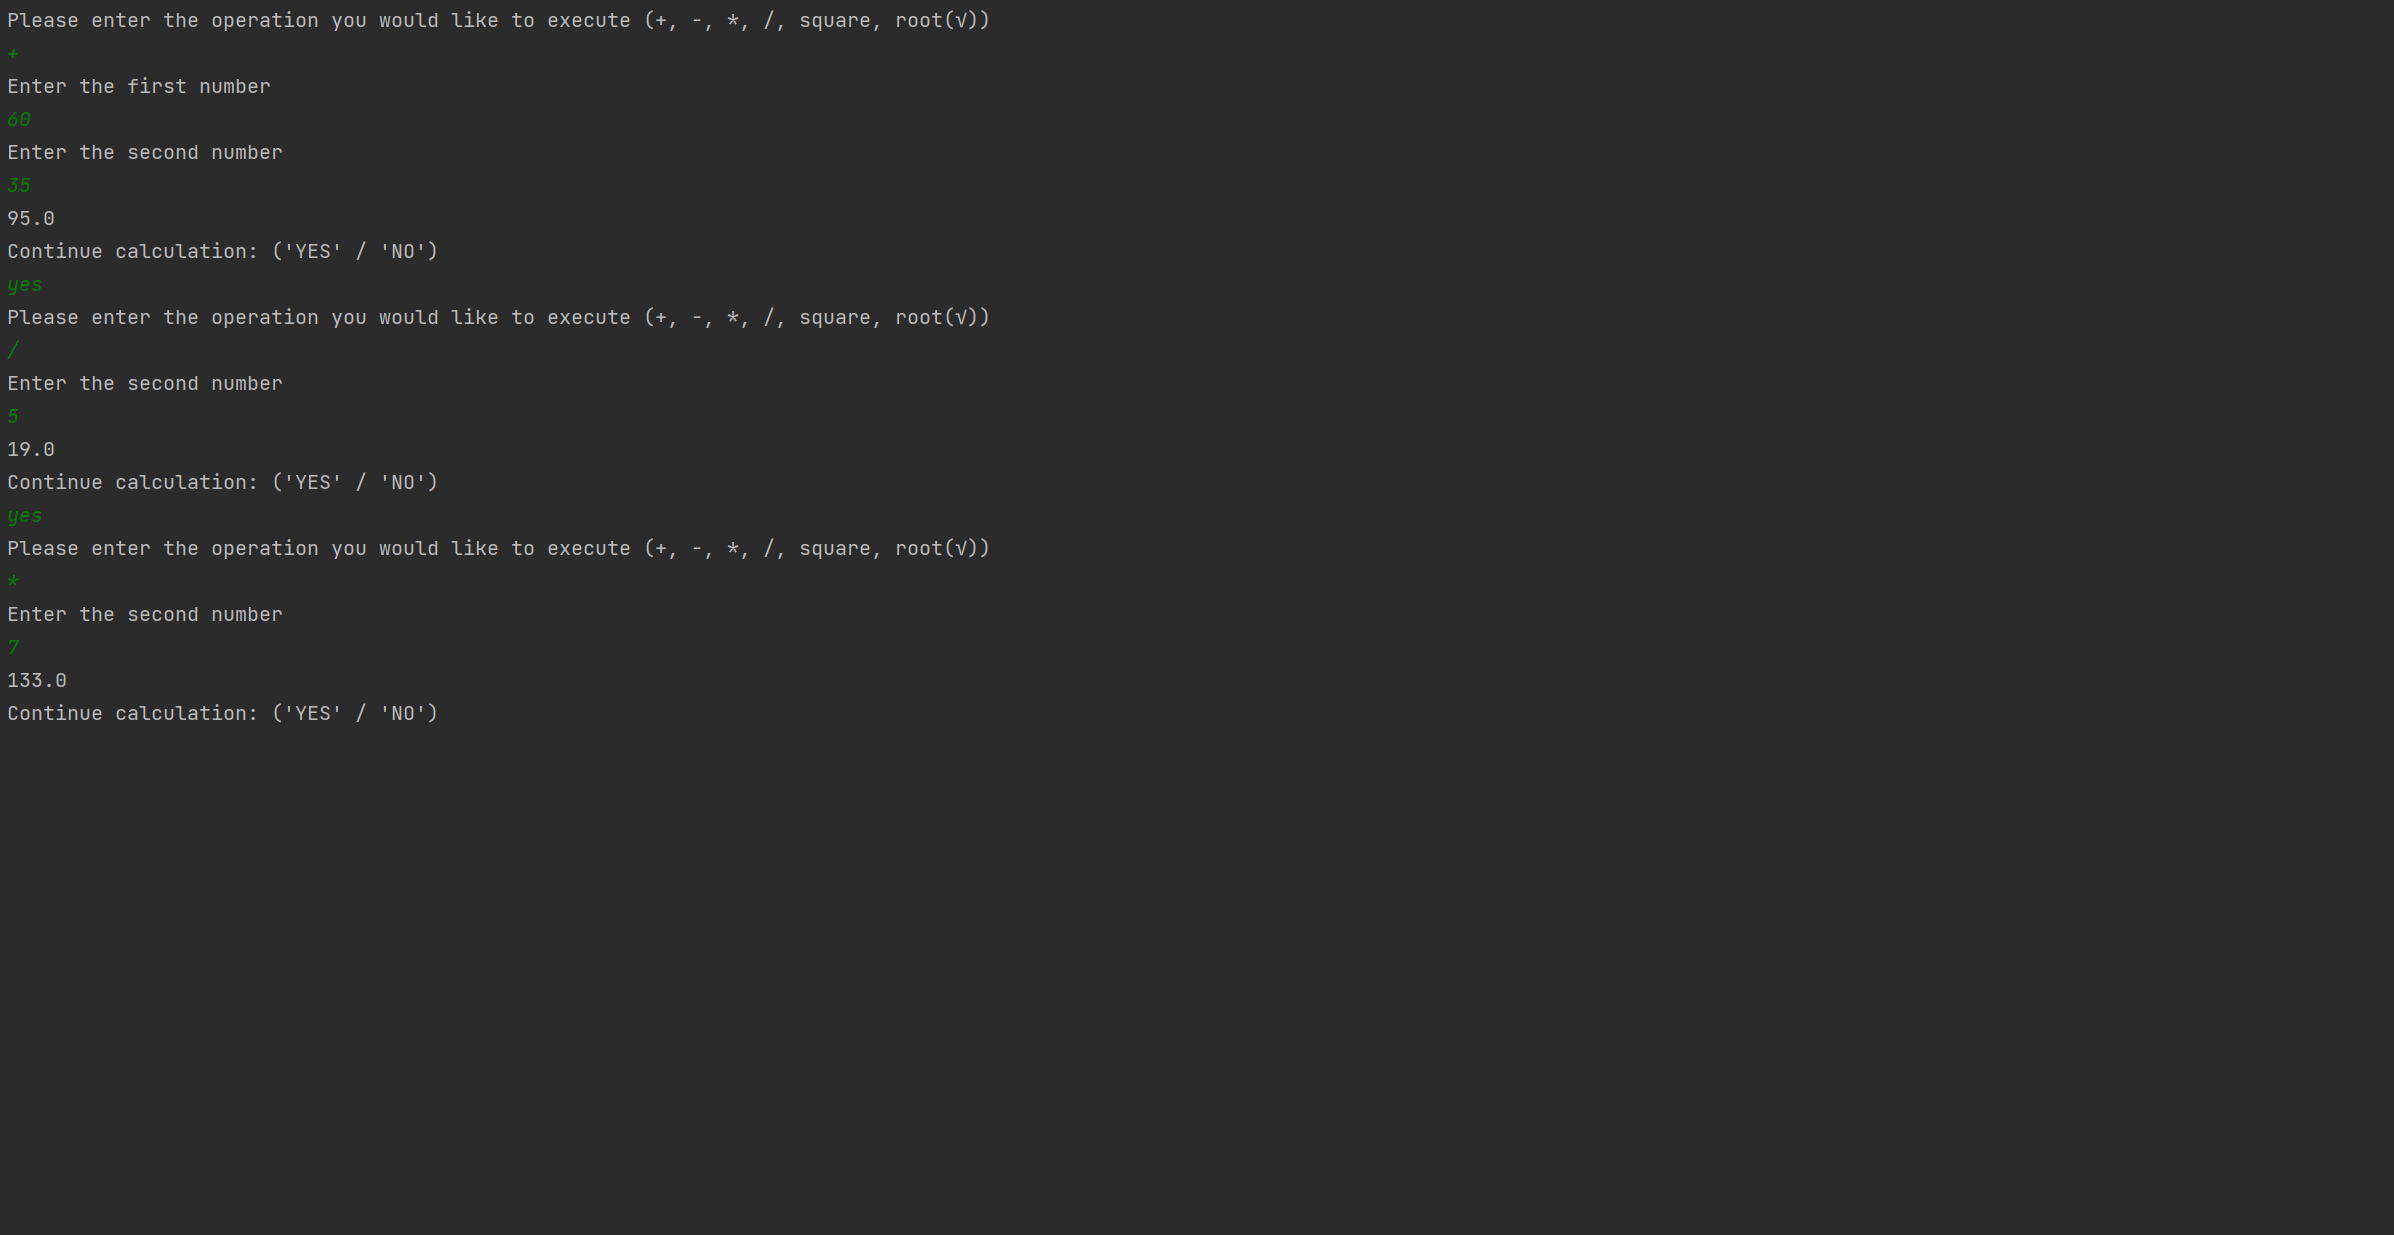 Please enter the operation you would like to execute (+, -, *, /, square, root(√))
+
Enter the first number
60
Enter the second number
35
95.0
Continue calculation: ('YES' / 'NO')
yes
Please enter the operation you would like to execute (+, -, *, /, square, root(√))
/
Enter the second number
5
19.0
Continue calculation: ('YES' / 'NO')
yes
Please enter the operation you would like to execute (+, -, *, /, square, root(√))
*
Enter the second number
7
133.0
Continue calculation: ('YES' / 'NO')